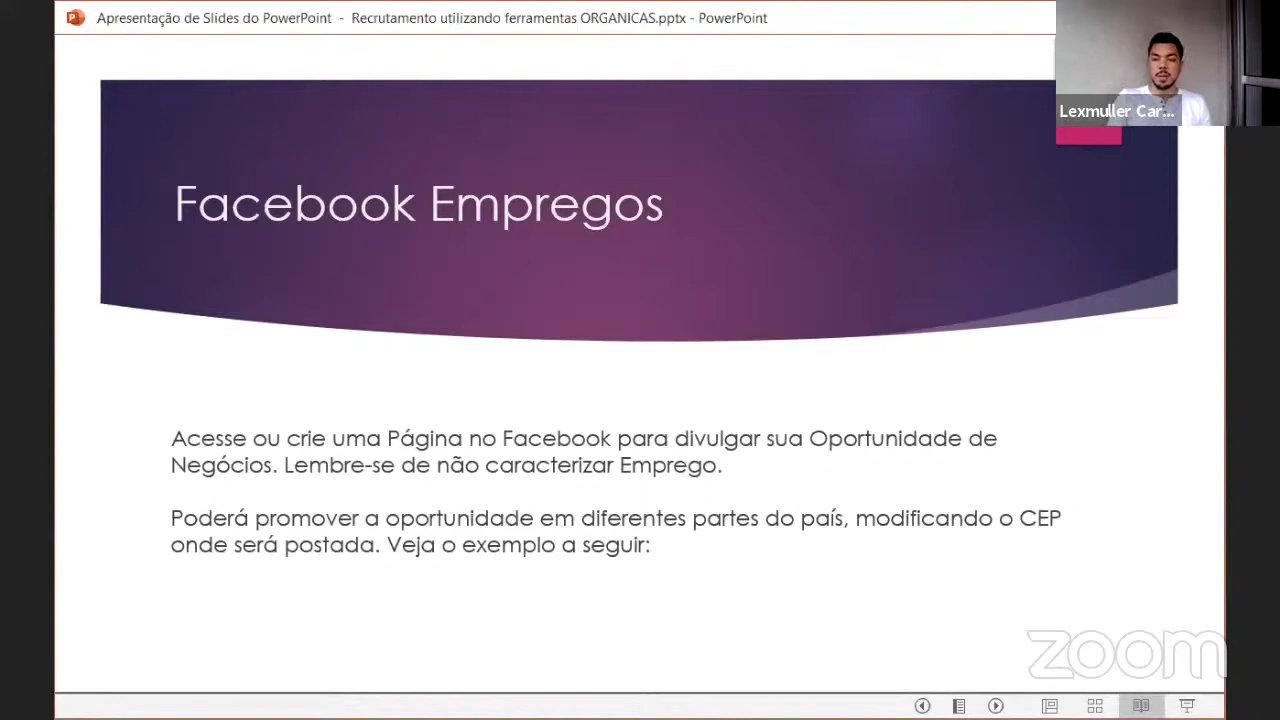 Apresentação de Slides do PowerPoint - Recrutamento utilizando ferramentas ORGANICAS.pptx - PowerPoint
Lexmuller Car...
Facebook Empregos
Acesse ou crie uma Página no Facebook para divulgar sua Oportunidade de
Negócios. Lembre-se de não caracterizar Emprego.
Poderá promover a oportunidade em diferentes partes do país, modificando o CEP
onde será postada. Veja o exemplo a seguir:
zoom